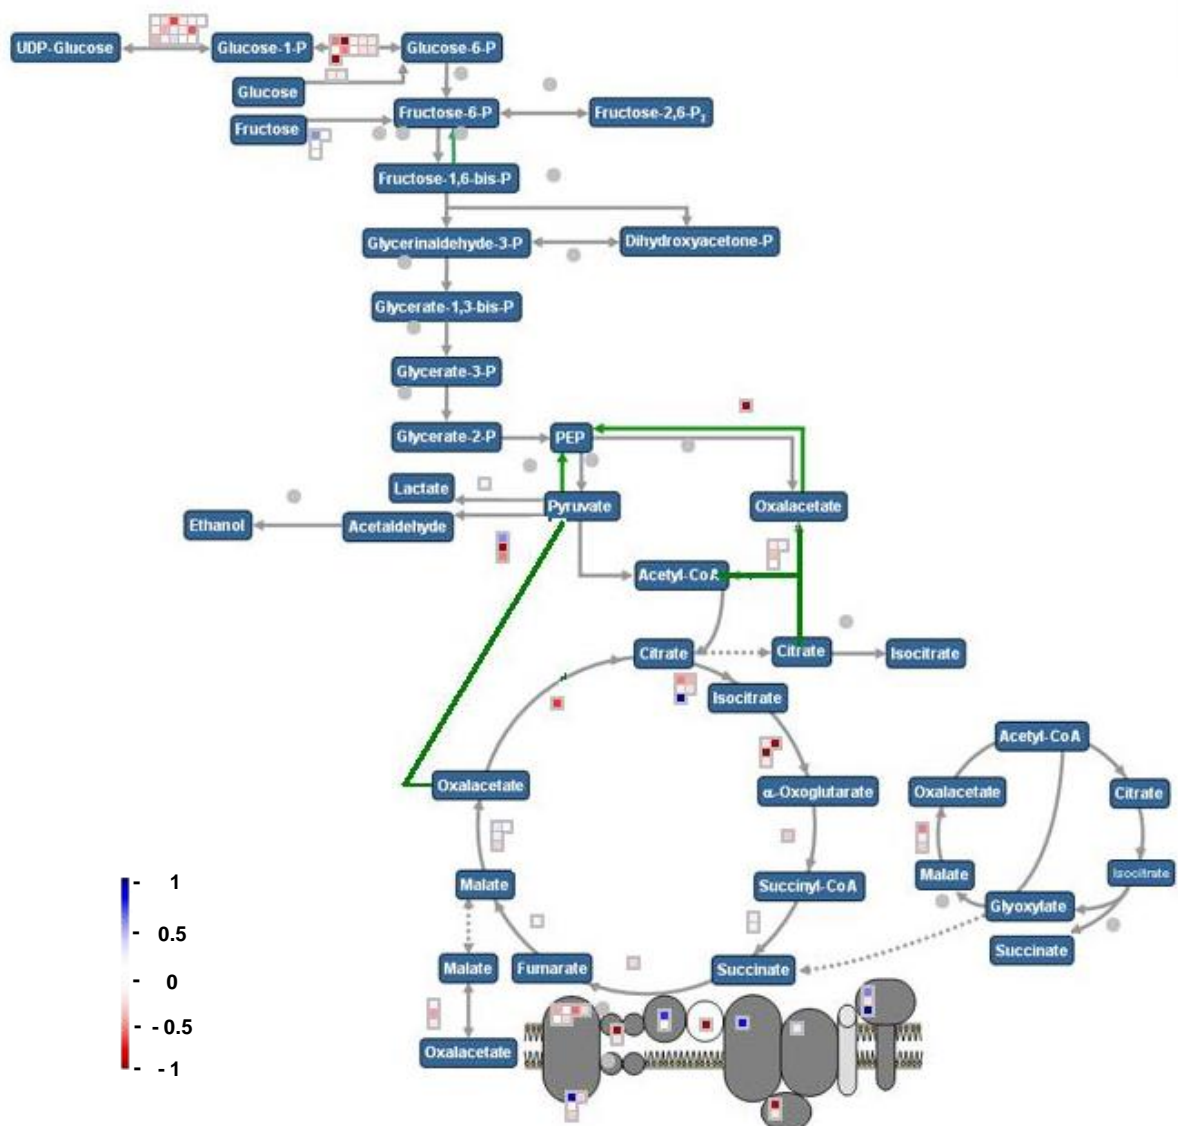 UDP-Glucose
Glucose-1-P
Glucose-6-P
Glucose
Fructose
Fructose-6-P
Fructose-2,6-P₂
Fructose-1,6-bis-P
Glycerinaldehyde-3-P
Dihydroxyacetone-P
Glycerate-1,3-bis-P
Glycerate-3-P
Glycerate-2-P
PEP
Lactate
Pyruvate
Oxalacetate
Ethanol
Acetaldehyde
Acetyl-CoA
Citrate
Citrate
Isocitrate
Isocitrate
Acetyl-CoA
Oxalacetate
α-Oxoglutarate
Oxalacetate
Citrate
Malate
Succinyl-CoA
Malate
Isocitrate
Glyoxylate
Succinate
Malate
Fumarate
Succinate
Oxalacetate
- 1
- 0.5
- 0
- -0.5
- -1